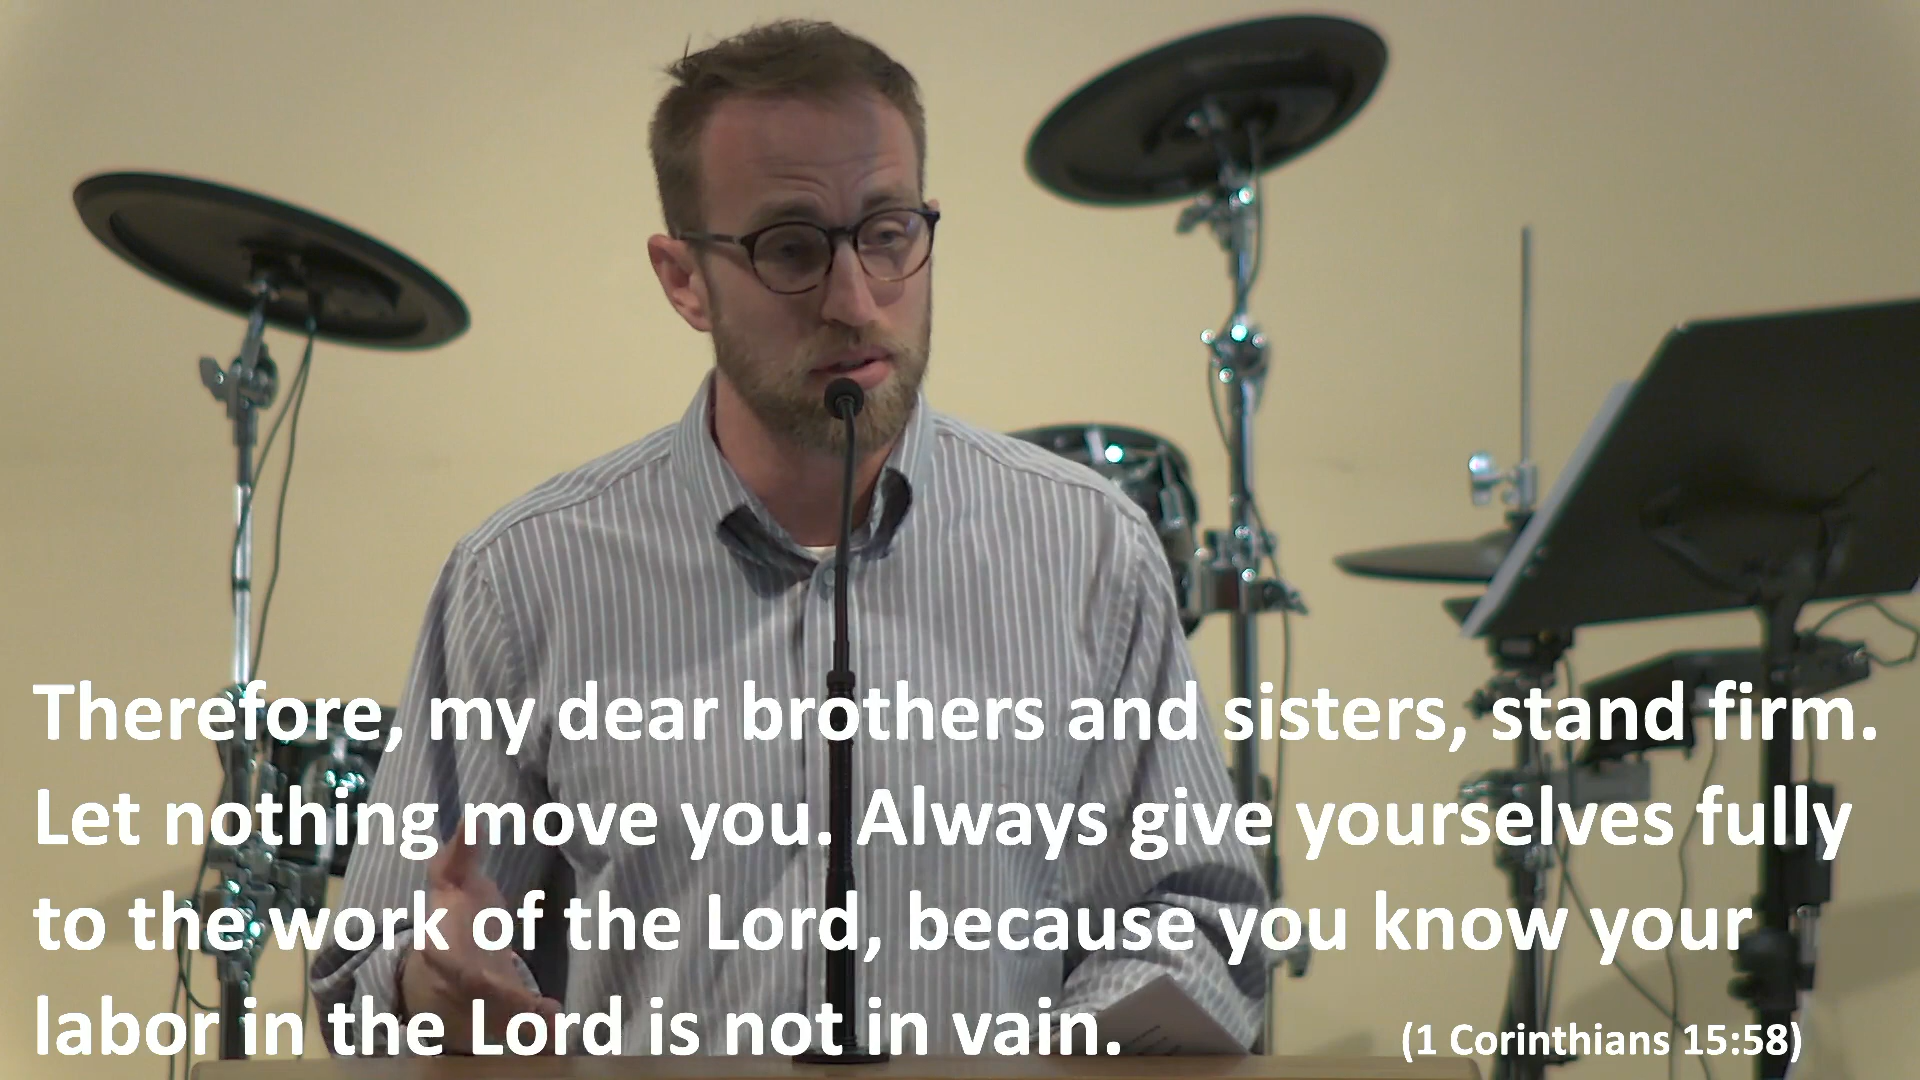 Therefore, my dear brothers and sisters, stand firm.
Let nothing move you. Always give yourselves fully
to the work of the Lord, because you know your
labor in the Lord is not in vain.
(1 Corinthians 15:58)